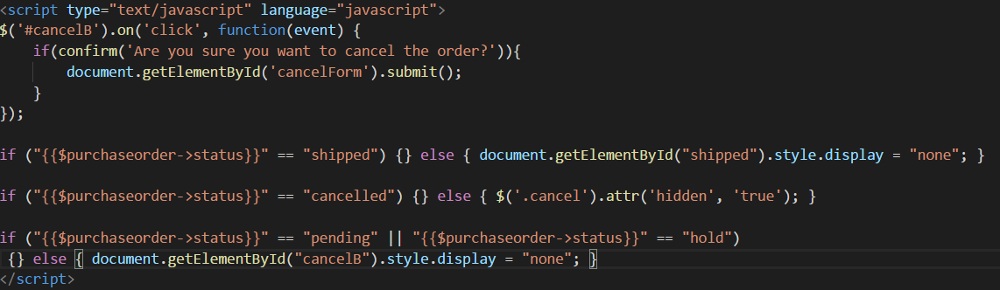 <script type="text/javascript" language="javascript">
$('#cancelB').on('click', function(event) {
    if(confirm('Are you sure you want to cancel the order?')){
        document.getElementById('cancelForm').submit();
    }
});

if ("{{$purchaseorder->status}}" == "shipped") {} else { document.getElementById("shipped").style.display = "none"; }

if ("{{$purchaseorder->status}}" == "cancelled") {} else { $('.cancel').attr('hidden', 'true'); }

if ("{{$purchaseorder->status}}" == "pending" || "{{$purchaseorder->status}}" == "hold")
 {} else { document.getElementById("cancelB").style.display = "none"; }
</script>